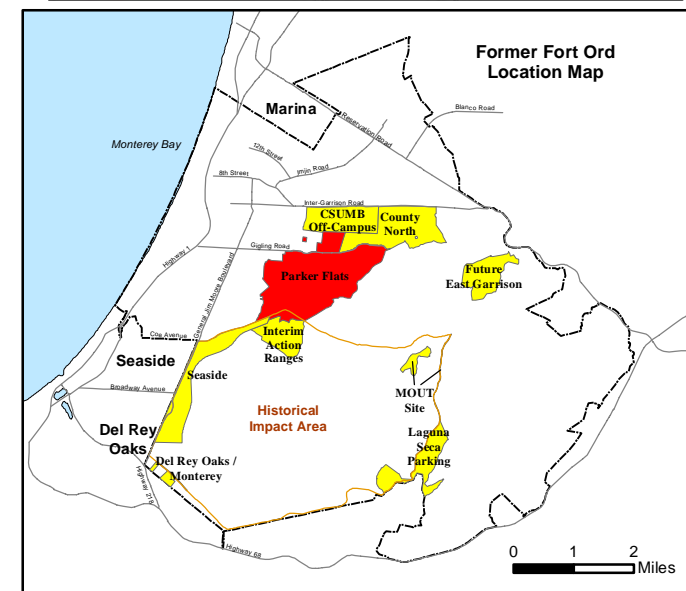 Former Fort Ord
Location Map
Marina
Blanco Road
Reservation Road
Monterey Bay
12th Street
Imjin Road
8th Street
Inter-Garrison Road
CSUMB
Off-Campus
County
North
Gigling Road
Highway 1
General Jim Moore Boulevard
Parker Flats
Future
East Garrison
Coe Avenue
Interim
Action
Ranges
Seaside
Seaside
Broadway Avenue
MOUT
Site
Historical
Impact Area
Del Rey
Oaks
Laguna
Seca
Parking
Del Rey Oaks /
Monterey
Highway 218
Highway 68
0 1 2
Miles